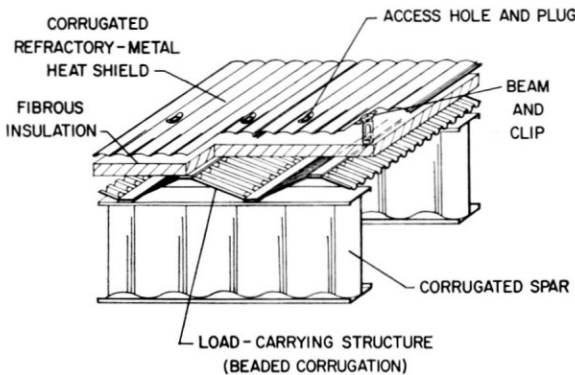 CORRUGATED
REFRACTORY-METAL
HEAT SHIELD
ACCESS HOLE AND PLUG
FIBROUS
INSULATION
BEAM
AND
CLIP
CORRUGATED SPAR
LOAD-CARRYING STRUCTURE
(BEADED CORRUGATION)